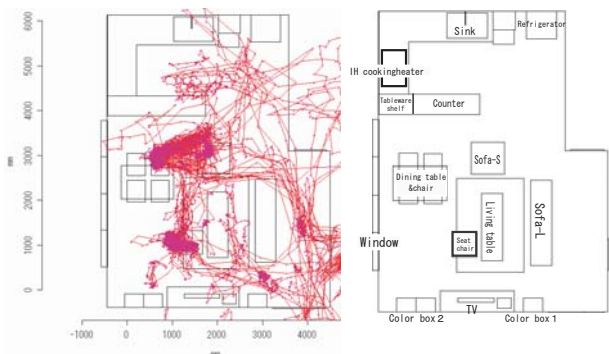 6000
5000
4000
3000
2000
1000
0
mm
-1000
0
1000
2000
3000
4000
Sink
Refrigerator
IH cookingheater
Tableware
shelf
Counter
Sofa-S
Dining table
&chair
Living table
Sofa-L
Window
Seat
chair
TV
Color box 2
Color box 1